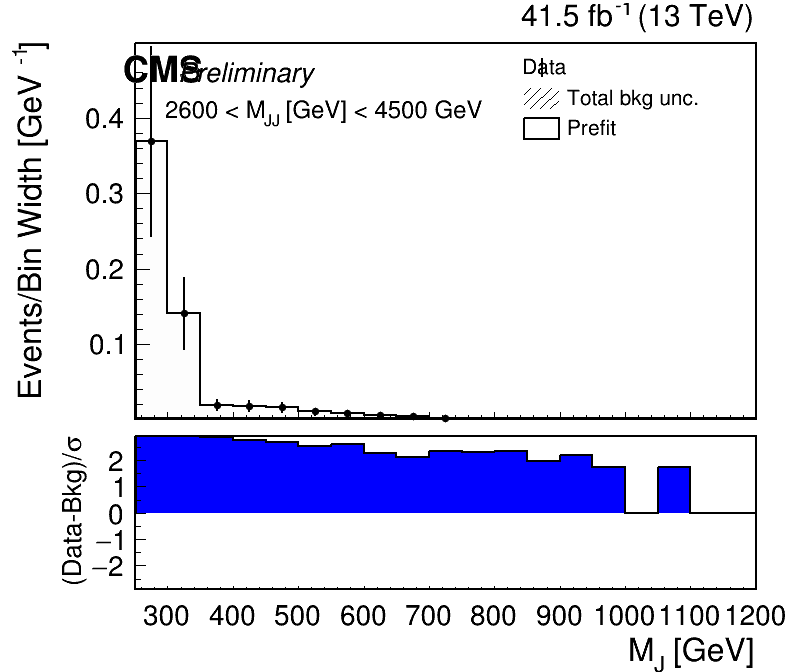 41.5 fb-1 (13 TeV)
CMS Preliminary
2600 < MJJ [GeV] < 4500 GeV
Data
Total bkg unc.
Prefit
Events/Bin Width [GeV-1]
0.4
0.3
0.2
0.1
(Data-Bkg)/σ
2
1
0
−1
−2
300 400 500 600 700 800 900 1000 1100 1200
MJ [GeV]